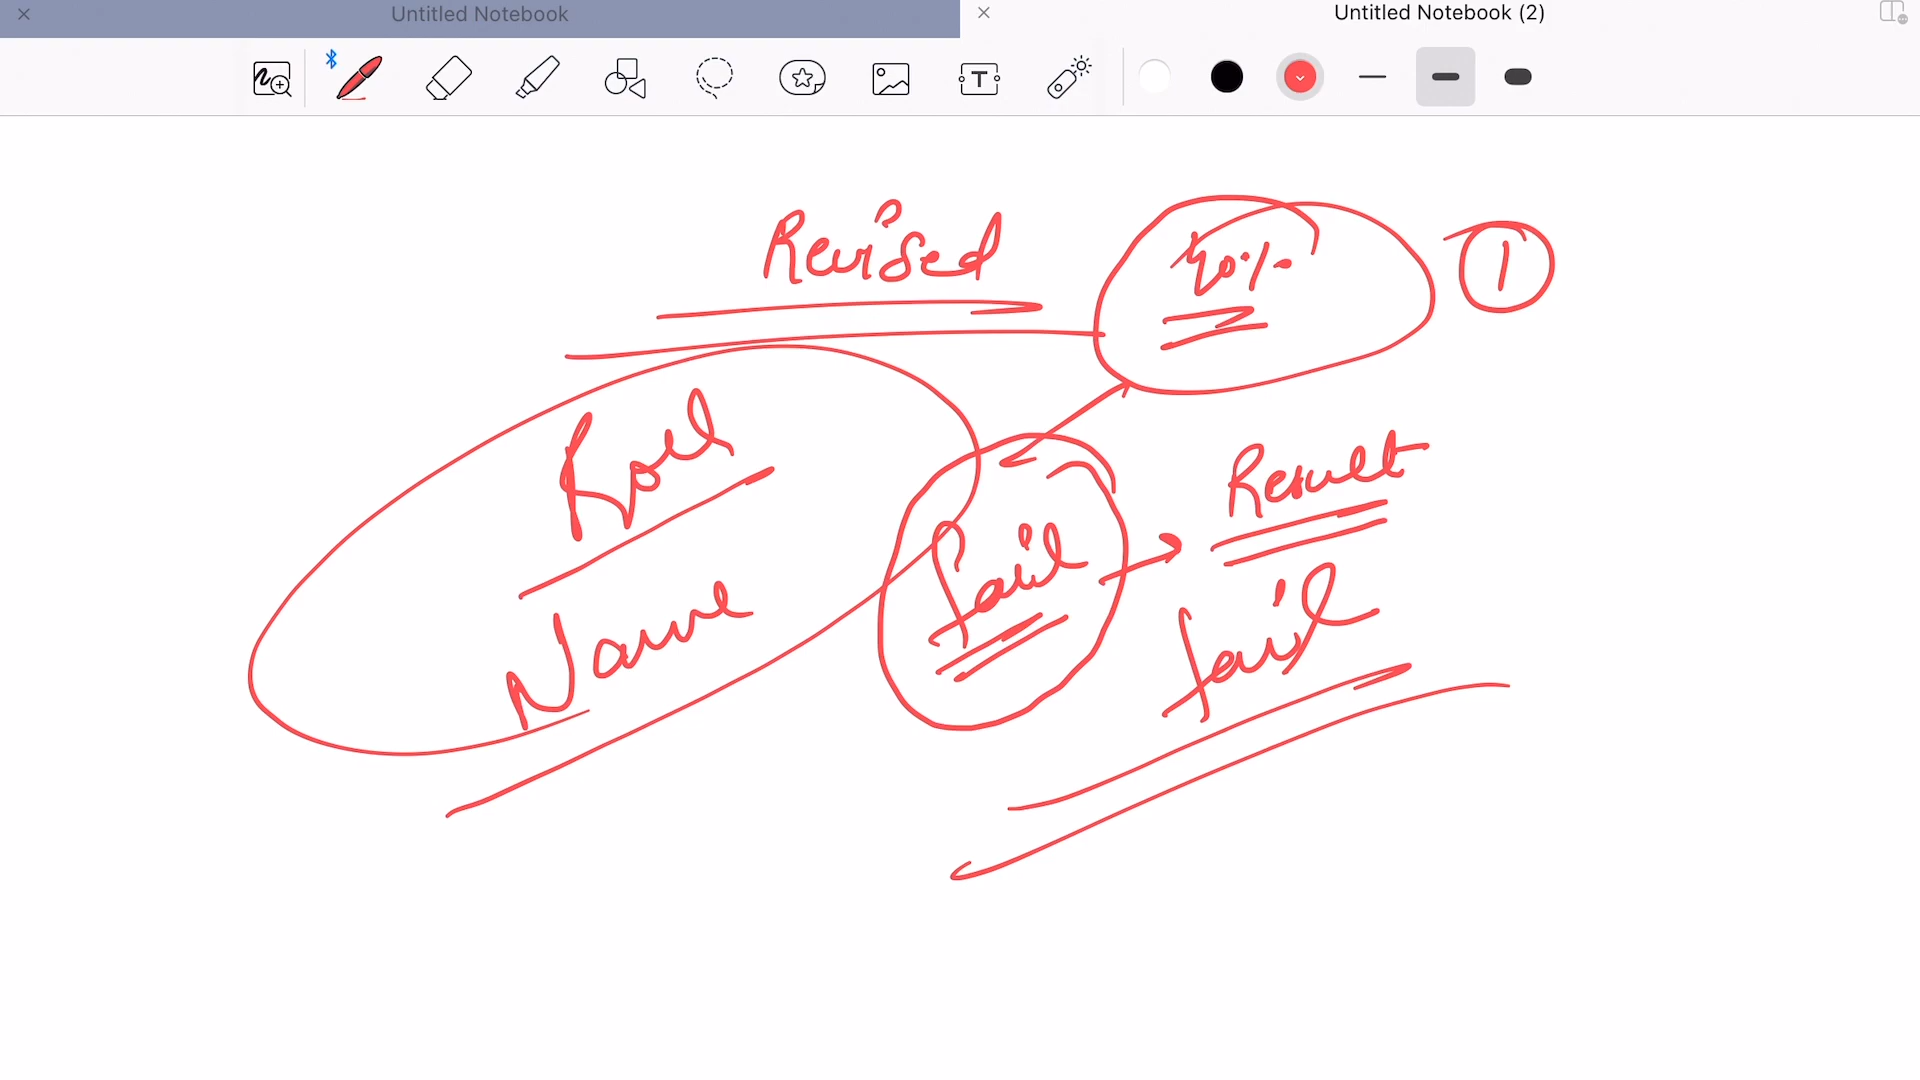 Untitled Notebook
Untitled Notebook (2)
T
Revised
40%
1
Roll
Name
fail
Result
fail